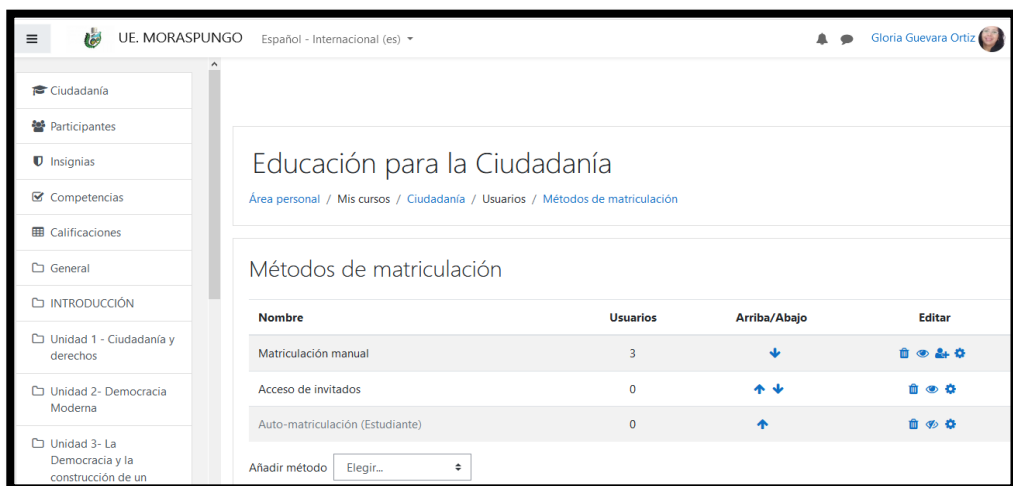 UE. MORASPUNGO Español - Internacional (es) Gloria Guevara Ortiz
Ciudadanía
Participantes
Insignias
Competencias
Calificaciones
General
INTRODUCCIÓN
Unidad 1 - Ciudadanía y
derechos
Unidad 2- Democracia
Moderna
Unidad 3- La
Democracia y la
construcción de un
Educación para la Ciudadanía
Área personal / Mis cursos / Ciudadanía / Usuarios / Métodos de matriculación
Métodos de matriculación
Nombre Usuarios Arriba/Abajo Editar
Matriculación manual 3
Acceso de invitados 0
Auto-matriculación (Estudiante) 0
Añadir método Elegir...